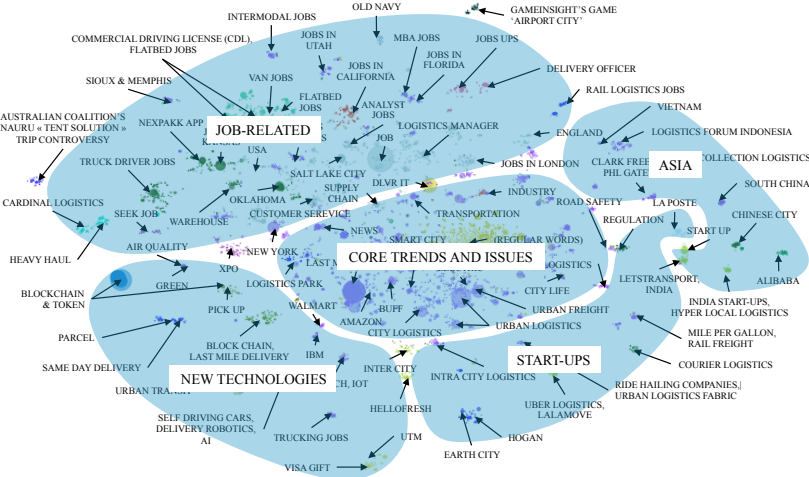 OLD NAVY
GAMEINSIGHT'S GAME
'AIRPORT CITY'
INTERMODAL JOBS
COMMERCIAL DRIVING LICENSE (CDL),
FLATBED JOBS
JOBS IN
UTAH
MBA JOBS
JOBS UPS
JOBS IN
FLORIDA
JOBS IN
CALIFORNIA
DELIVERY OFFICER
SIOUX & MEMPHIS
VAN JOBS
RAIL LOGISTICS JOBS
FLATBED
JOBS
ANALYST
JOBS
VIETNAM
AUSTRALIAN COALITION'S
NAURU « TENT SOLUTION »
TRIP CONTROVERSY
NEXPAKK APP
JOB-RELATED
LOGISTICS MANAGER
ENGLAND
LOGISTICS FORUM INDONESIA
JOB
USA
TRUCK DRIVER JOBS
SALT LAKE CITY
JOBS IN LONDON
CLARK FREE
PHL GATE
ASIA
COLLECTION LOGISTICS
DLVR IT
SUPPLY
CHAIN
INDUSTRY
SOUTH CHINA
CARDINAL LOGISTICS
OKLAHOMA
ROAD SAFETY
LA POSTE
SEEK JOB
WAREHOUSE
CUSTOMER SEREVICE
TRANSPORTATION
REGULATION
CHINESE CITY
NEWS
START UP
AIR QUALITY
NEW YORK
SMART CITY
(REGULAR WORDS)
HEAVY HAUL
XPO
LAST M
CORE TRENDS AND ISSUES
OGISTICS
LETSTRANSPORT,
INDIA
ALIBABA
GREEN
LOGISTICS PARK
CITY LIFE
BLOCKCHAIN
& TOKEN
PICK UP
WALMART
AMAZON
BUFF
URBAN FREIGHT
INDIA START-UPS,
HYPER LOCAL LOGISTICS
URBAN LOGISTICS
CITY LOGISTICS
MILE PER GALLON,
RAIL FREIGHT
PARCEL
BLOCK CHAIN,
LAST MILE DELIVERY
IBM
START-UPS
COURIER LOGISTICS
SAME DAY DELIVERY
INTER CITY
INTRA CITY LOGISTICS
NEW TECHNOLOGIES
CH, IOT
RIDE HAILING COMPANIES,
URBAN LOGISTICS FABRIC
URBAN TRANSI
HELLOFRESH
UBER LOGISTICS,
LALAMOVE
SELF DRIVING CARS,
DELIVERY ROBOTICS,
AI
TRUCKING JOBS
UTM
HOGAN
EARTH CITY
VISA GIFT